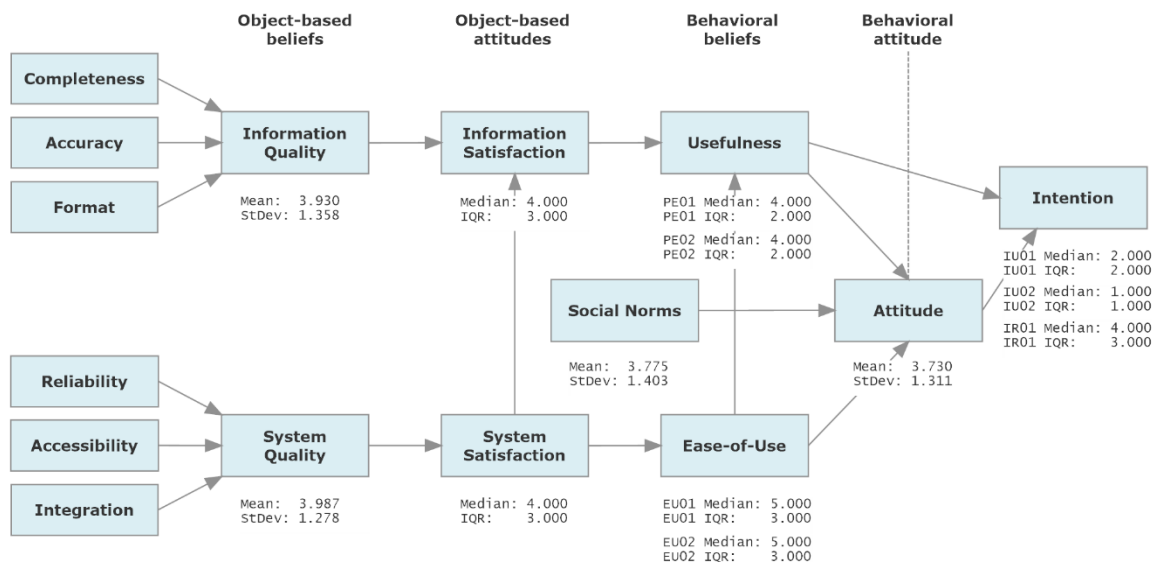 Object-based
beliefs
Object-based
attitudes
Behavioral
beliefs
Behavioral
attitude
Completeness
Accuracy
Format
Information
Quality
Mean:  3.930
StDev: 1.358
Information
Satisfaction
Median: 4.000
IQR:    3.000
Usefulness
PE01 Median: 4.000
PE01 IQR:    2.000
PE02 Median: 4.000
PE02 IQR:    2.000
Intention
IU01 Median: 2.000
IU01 IQR:    2.000
IU02 Median: 1.000
IU02 IQR:    1.000
IR01 Median: 4.000
IR01 IQR:    3.000
Social Norms
Mean:  3.775
StDev: 1.403
Attitude
Mean:  3.730
StDev: 1.311
Reliability
Accessibility
Integration
System
Quality
Mean:  3.987
StDev: 1.278
System
Satisfaction
Median: 4.000
IQR:    3.000
Ease-of-Use
EU01 Median: 5.000
EU01 IQR:    3.000
EU02 Median: 5.000
EU02 IQR:    3.000